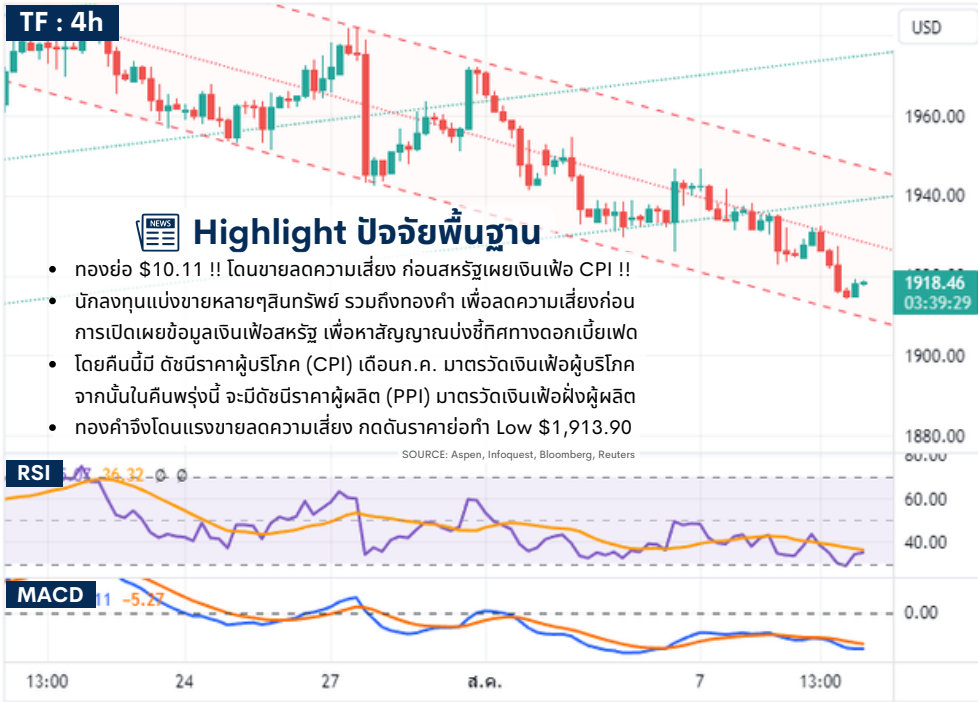 TF : 4h
USD
1960.00
1940.00
1918.46
03:39:29
1900.00
1880.00
Highlight ปัจจัยพื้นฐาน
NEWS
• ทองย่อ $10.11 !! โดนขายลดความเสี่ยง ก่อนสหรัฐเผยเงินเฟ้อ CPI !!
• นักลงทุนแบ่งขายหลายๆสินทรัพย์ รวมถึงทองคำ เพื่อลดความเสี่ยงก่อน
การเปิดเผยข้อมูลเงินเฟ้อสหรัฐ เพื่อหาสัญญาณบ่งชี้ทิศทางดอกเบี้ยเฟด
• โดยคืนนี้มี ดัชนีราคาผู้บริโภค (CPI) เดือนก.ค. มาตรวัดเงินเฟ้อผู้บริโภค
จากนั้นในคืนพรุ่งนี้ จะมีดัชนีราคาผู้ผลิต (PPI) มาตรวัดเงินเฟ้อฝั่งผู้ผลิต
• ทองคำจึงโดนแรงขายลดความเสี่ยง กดดันราคาย่อทำ Low $1,913.90
SOURCE: Aspen, Infoquest, Bloomberg, Reuters
RSI
36.32 Ø Ø
80.00
60.00
40.00
MACD
11 −5.27
0.00
13:00 24 27 ส.ค. 7 13:00